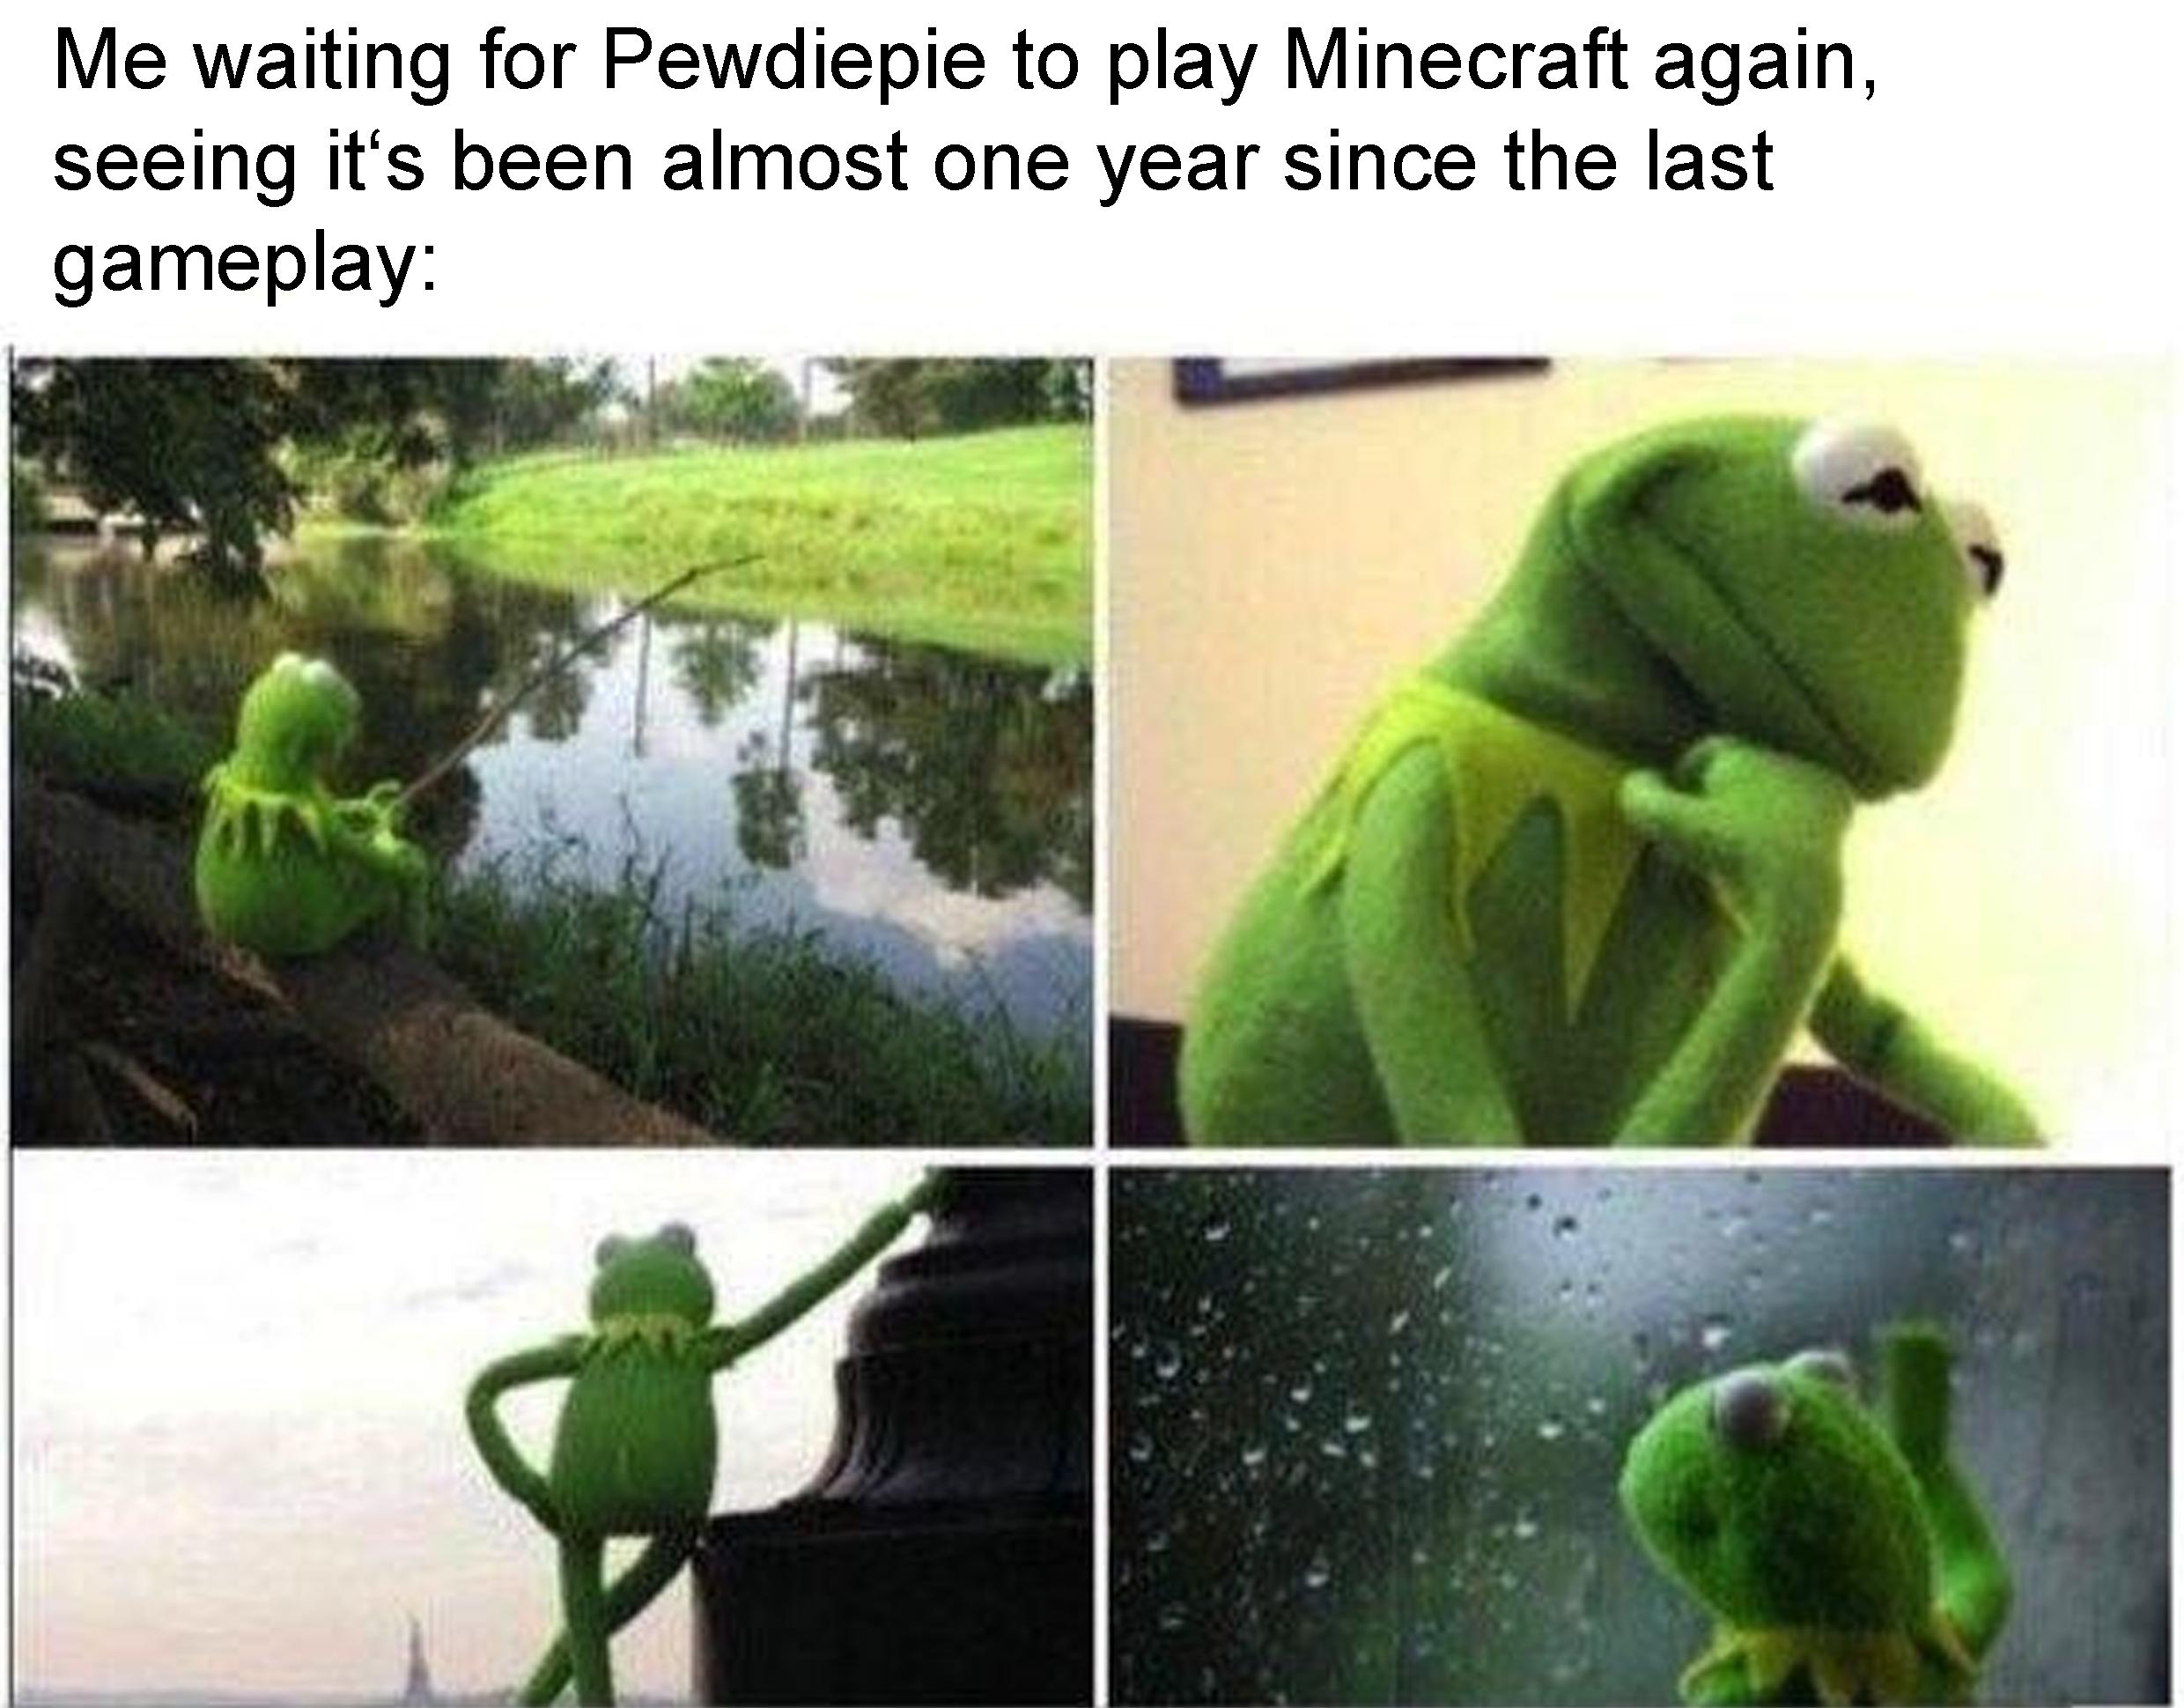 Me waiting for Pewdiepie to play Minecraft again,
seeing it‘s been almost one year since the last
gameplay: